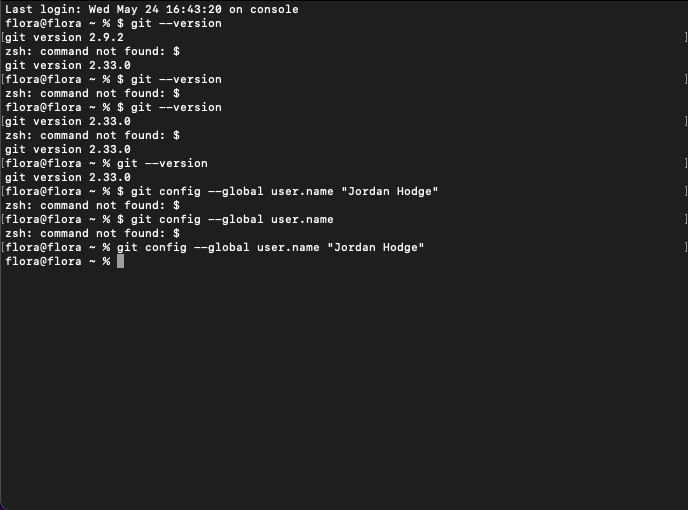 Last login: Wed May 24 16:43:20 on console
flora@flora ~ % $ git --version
[git version 2.9.2 ]
zsh: command not found: $
git version 2.33.0
[flora@flora ~ % $ git --version ]
zsh: command not found: $
flora@flora ~ % $ git --version
[git version 2.33.0 ]
zsh: command not found: $
git version 2.33.0
[flora@flora ~ % git --version ]
git version 2.33.0
[flora@flora ~ % $ git config --global user.name "Jordan Hodge" ]
zsh: command not found: $
[flora@flora ~ % $ git config --global user.name ]
zsh: command not found: $
[flora@flora ~ % git config --global user.name "Jordan Hodge" ]
flora@flora ~ %